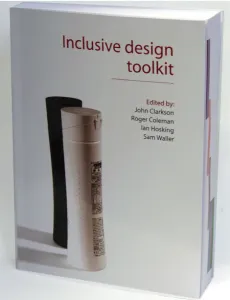 Inclusive design
toolkit
Edited by:
John Clarkson
Roger Coleman
Ian Hosking
Sam Waller